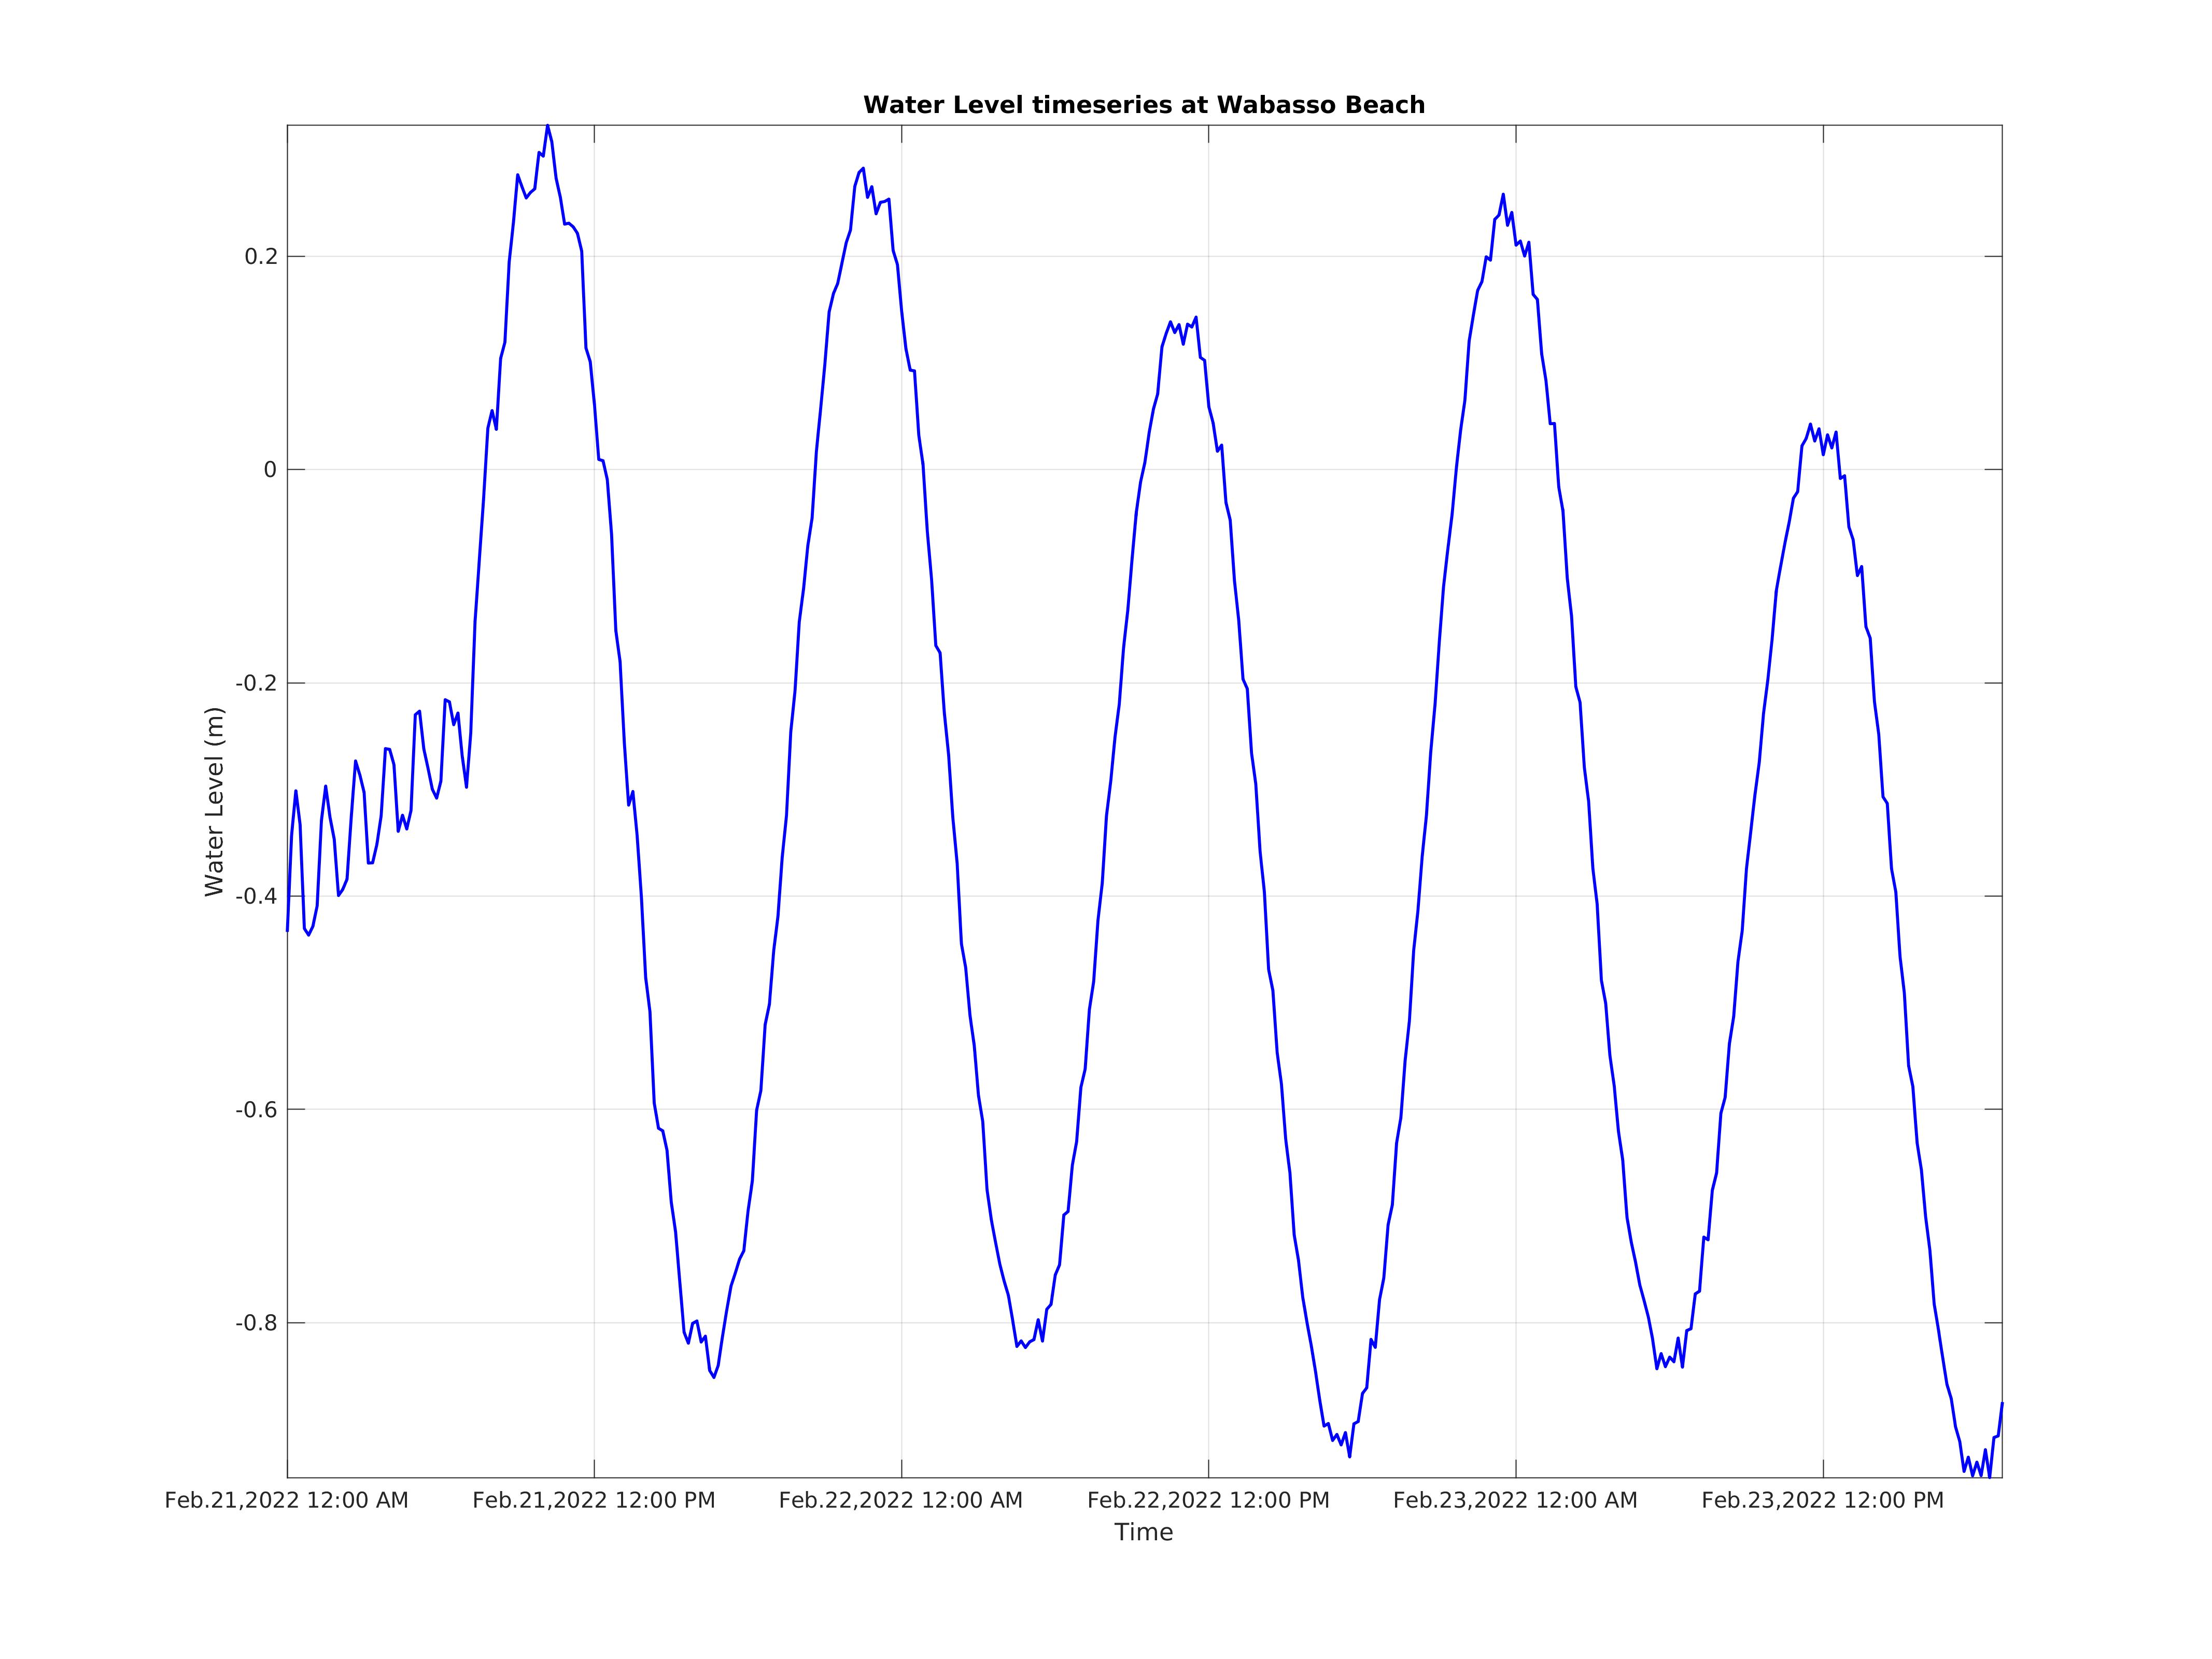 Water Level timeseries at Wabasso Beach
0.2
0
-0.2
-0.4
-0.6
-0.8
Water Level (m)
Feb.21,2022 12:00 AM
Feb.21,2022 12:00 PM
Feb.22,2022 12:00 AM
Feb.22,2022 12:00 PM
Feb.23,2022 12:00 AM
Feb.23,2022 12:00 PM
Time